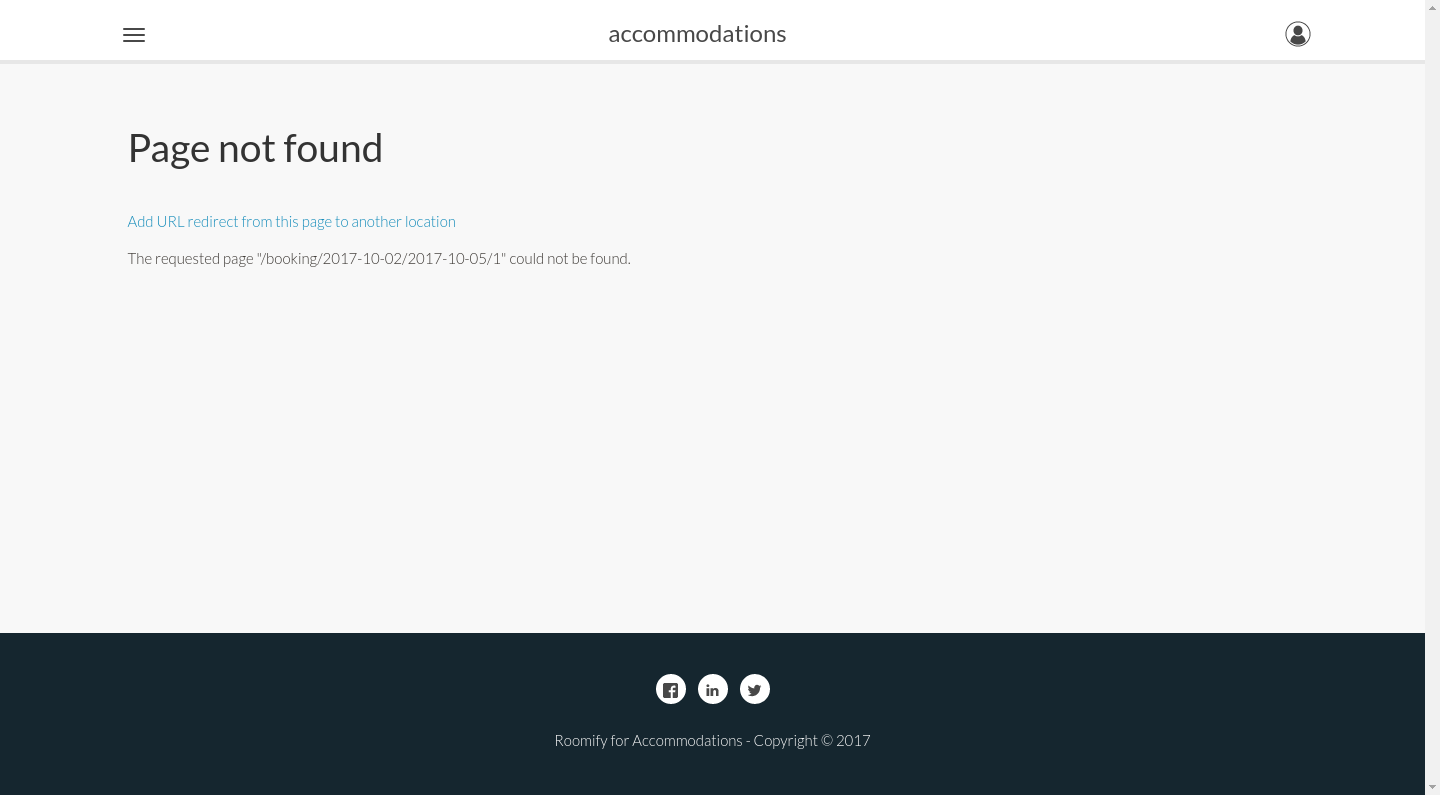 accommodations
Page not found
Add URL redirect from this page to another location
The requested page "/booking/2017-10-02/2017-10-05/1" could not be found.
Roomify for Accommodations - Copyright © 2017